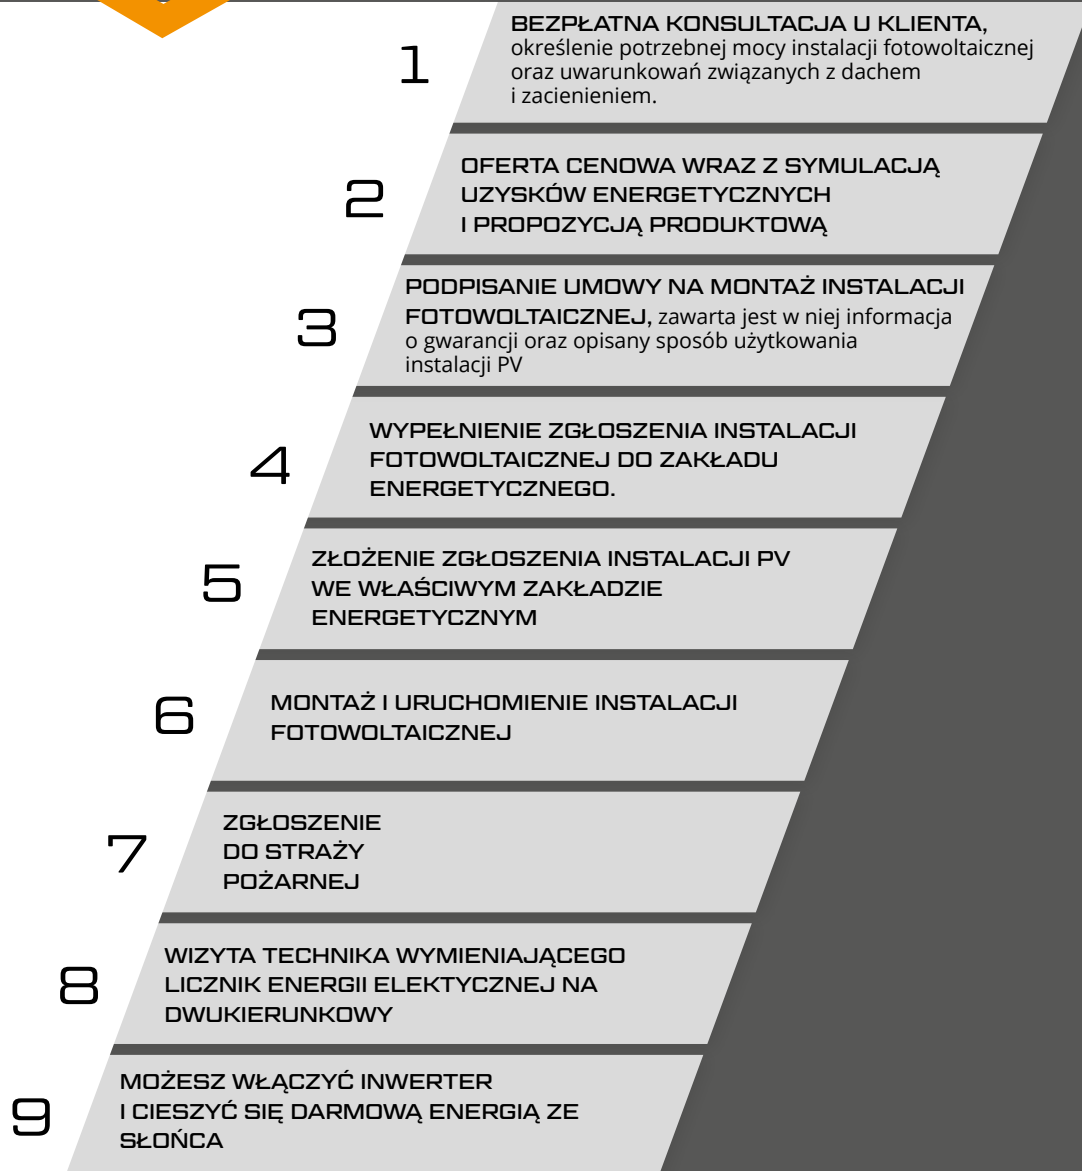 1
BEZPŁATNA KONSULTACJA U KLIENTA,
określenie potrzebnej mocy instalacji fotowoltaicznej
oraz uwarunkowań związanych z dachem
i zacienieniem.
2
OFERTA CENOWA WRAZ Z SYMULACJĄ
UZYSKÓW ENERGETYCZNYCH
I PROPOZYCJĄ PRODUKTOWĄ
3
PODPISANIE UMOWY NA MONTAŻ INSTALACJI
FOTOWOLTAICZNEJ, zawarta jest w niej informacja
o gwarancji oraz opisany sposób użytkowania
instalacji PV
4
WYPEŁNIENIE ZGŁOSZENIA INSTALACJI
FOTOWOLTAICZNEJ DO ZAKŁADU
ENERGETYCZNEGO.
5
ZŁOŻENIE ZGŁOSZENIA INSTALACJI PV
WE WŁAŚCIWYM ZAKŁADZIE
ENERGETYCZNYM
6
MONTAŻ I URUCHOMIENIE INSTALACJI
FOTOWOLTAICZNEJ
7
ZGŁOSZENIE
DO STRAŻY
POŻARNEJ
8
WIZYTA TECHNIKA WYMIENIAJĄCEGO
LICZNIK ENERGII ELEKTYCZNEJ NA
DWUKIERUNKOWY
9
MOŻESZ WŁĄCZYĆ INWERTER
I CIESZYĆ SIĘ DARMOWĄ ENERGIĄ ZE
SŁOŃCA